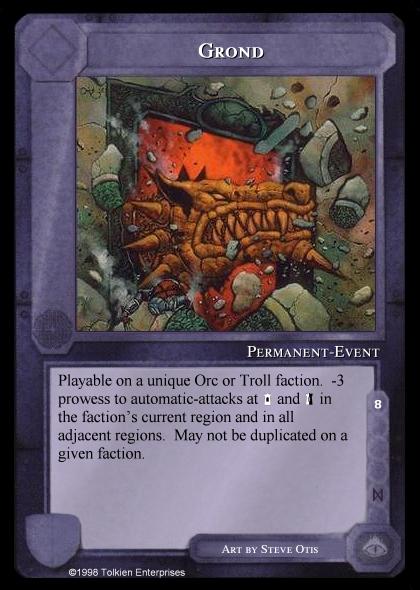 GROND
PERMANENT-EVENT
Playable on a unique Orc or Troll faction. -3
prowess to automatic-attacks at and in
the faction's current region and in all
adjacent regions. May not be duplicated on a
given faction.
8
ART BY STEVE OTIS
©1998 Tolkien Enterprises